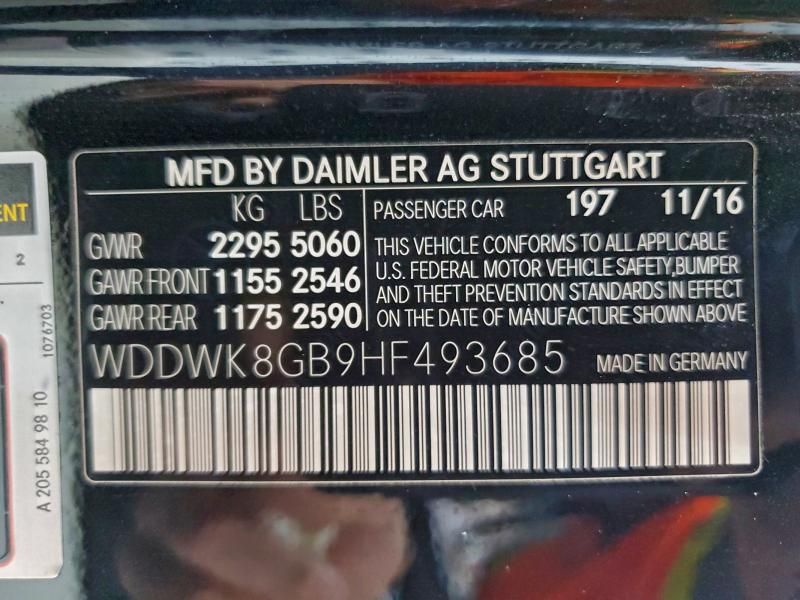 MFD BY DAIMLER AG STUTTGART
KG LBS
GVWR 2295 5060
GAWR FRONT 1155 2546
GAWR REAR 1175 2590
PASSENGER CAR 197 11/16
THIS VEHICLE CONFORMS TO ALL APPLICABLE
U.S. FEDERAL MOTOR VEHICLE SAFETY,BUMPER
AND THEFT PREVENTION STANDARDS IN EFFECT
ON THE DATE OF MANUFACTURE SHOWN ABOVE
WDDWK8GB9HF493685 MADE IN GERMANY
2
1076703
A 205 584 98 10